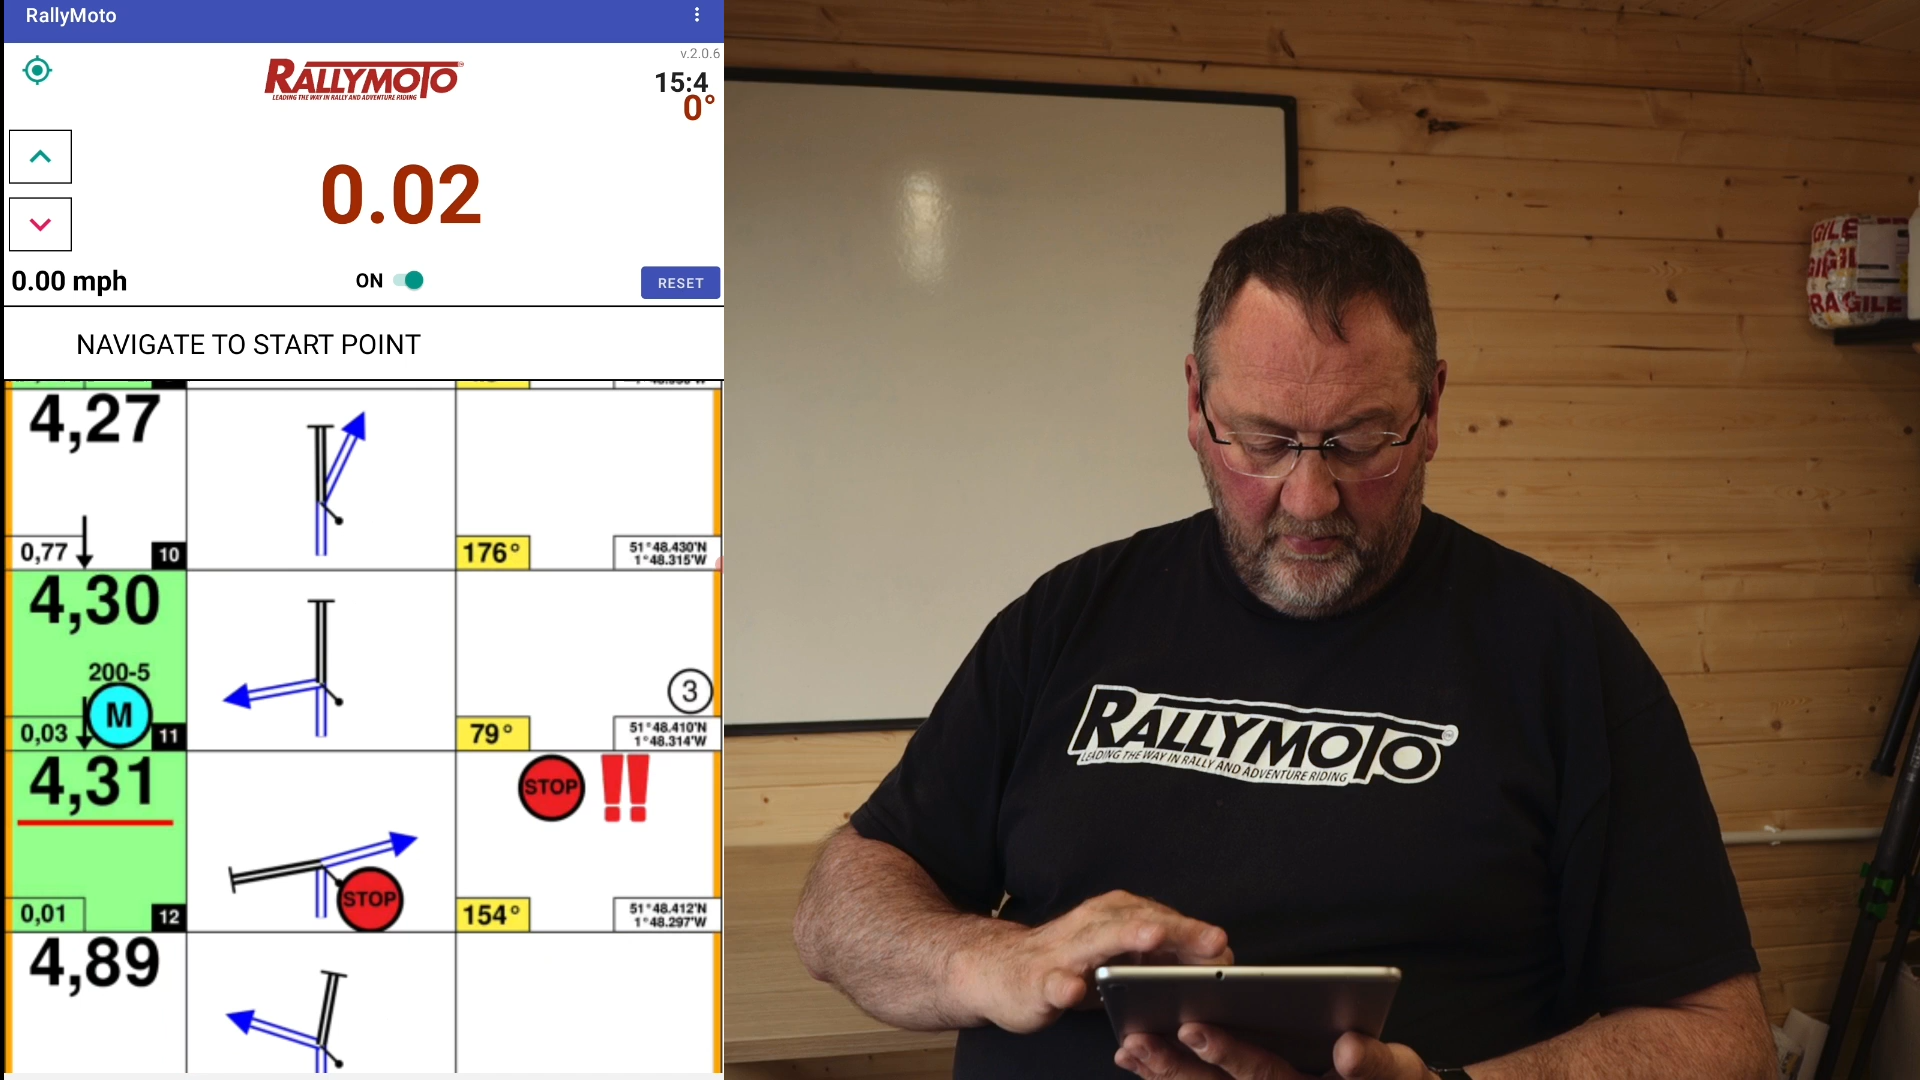 RallyMoto
v.2.0.6
RALLYMOTO
LEADING THE WAY IN RALLY AND ADVENTURE RIDING
15:4
0°
0.02
0.00 mph
ON
RESET
NAVIGATE TO START POINT
4,27
0,77
10
176°
51°48.430'N
1°48.315'W
4,30
200-5
M
0,03
11
79°
3
51°48.410'N
1°48.314'W
4,31
STOP
!!
STOP
0,01
12
154°
51°48.412'N
1°48.297'W
4,89
RALLYMOTO
LEADING THE WAY IN RALLY AND ADVENTURE RIDING
RAGILE